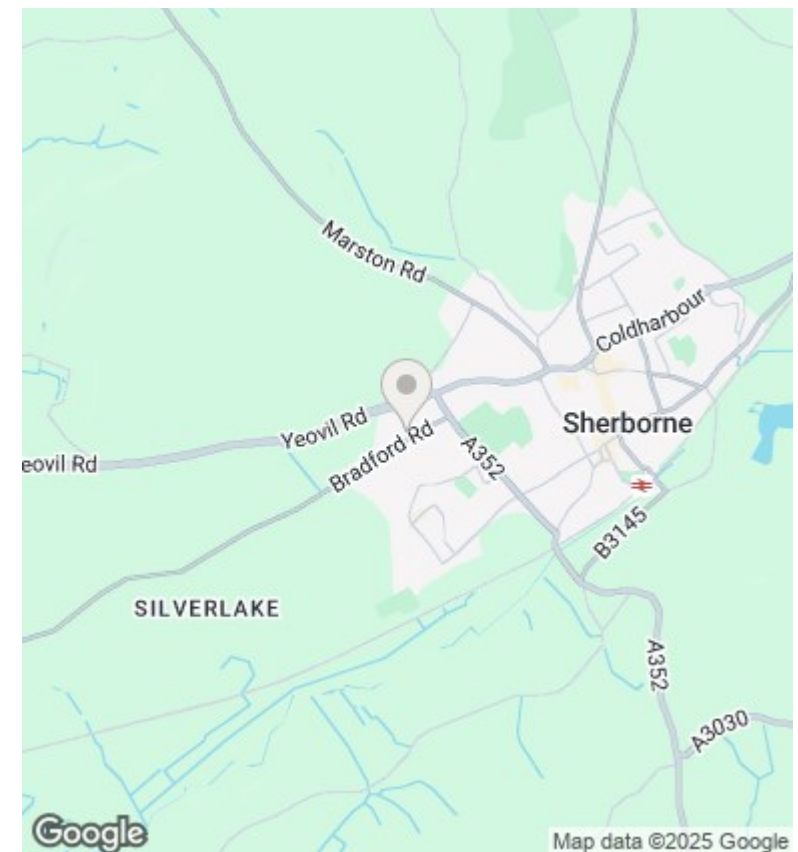 Marston Rd
Coldharbour
Yeovil Rd
Sherborne
eovil Rd
Bradford Rd
A352
B3145
SILVERLAKE
A352
A3030
Google
Map data ©2025 Google